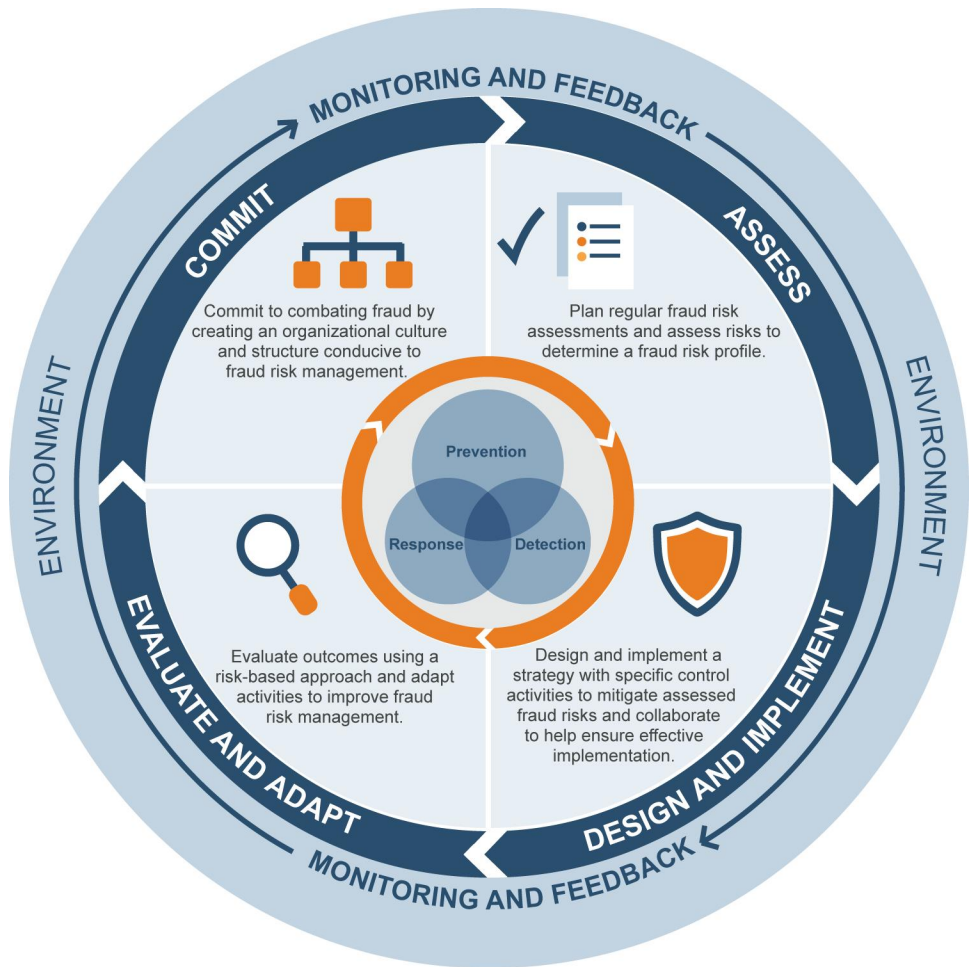 MONITORING AND FEEDBACK
ENVIRONMENT
ENVIRONMENT
COMMIT
Commit to combating fraud by
creating an organizational culture
and structure conducive to
fraud risk management.
ASSESS
Plan regular fraud risk
assessments and assess risks to
determine a fraud risk profile.
Prevention
Response
Detection
DESIGN AND IMPLEMENT
Design and implement a
strategy with specific control
activities to mitigate assessed
fraud risks and collaborate
to help ensure effective
implementation.
EVALUATE AND ADAPT
Evaluate outcomes using a
risk-based approach and adapt
activities to improve fraud
risk management.
MONITORING AND FEEDBACK